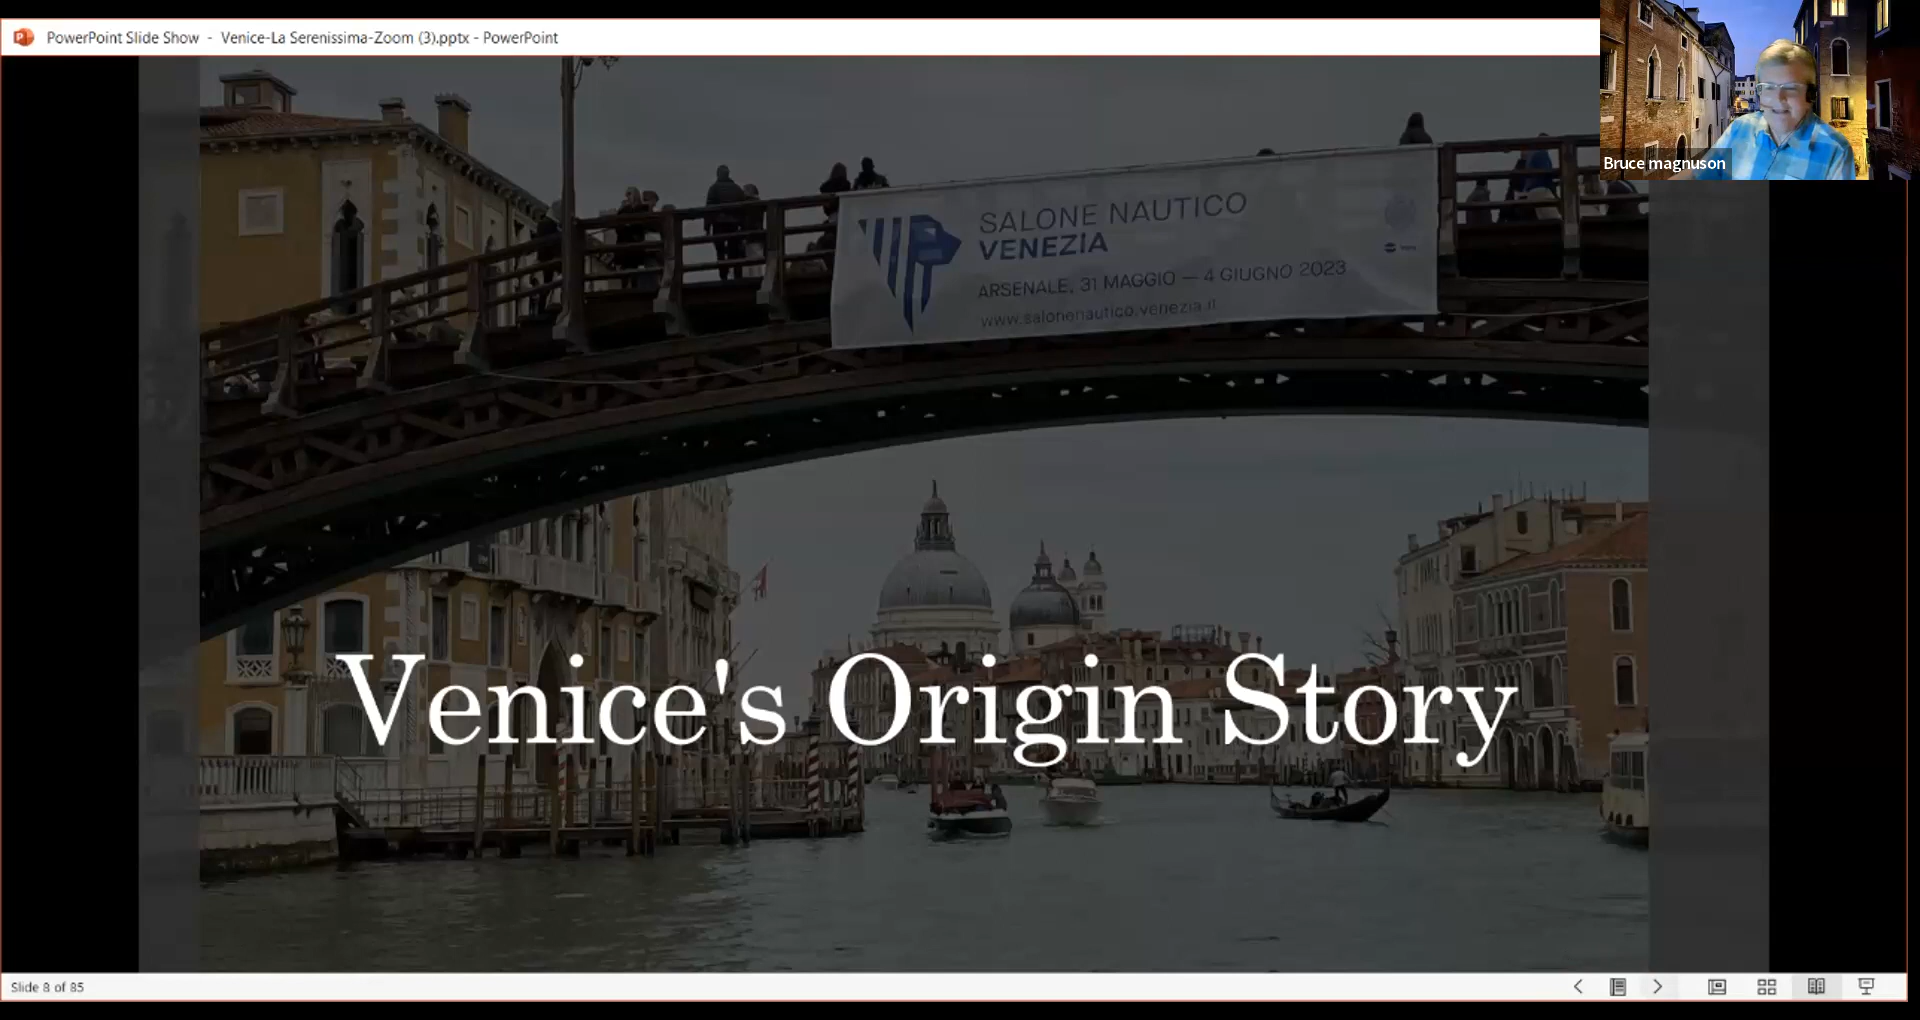 PowerPoint Slide Show - Venice-La Serenissima-Zoom (3).pptx - PowerPoint
Bruce magnuson
SALONE NAUTICO
VENEZIA
ARSENALE, 31 MAGGIO — 4 GIUGNO 2023
www.salonenautico.venezia.it
Venice's Origin Story
Slide 8 of 85